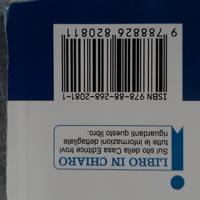 LIBRO IN CHIARO
Sul sito della Casa Editrice trovi
tutte le informazioni dettagliate
riguardanti questo libro.
ISBN 978-88-268-2081-1
9 788826 820811